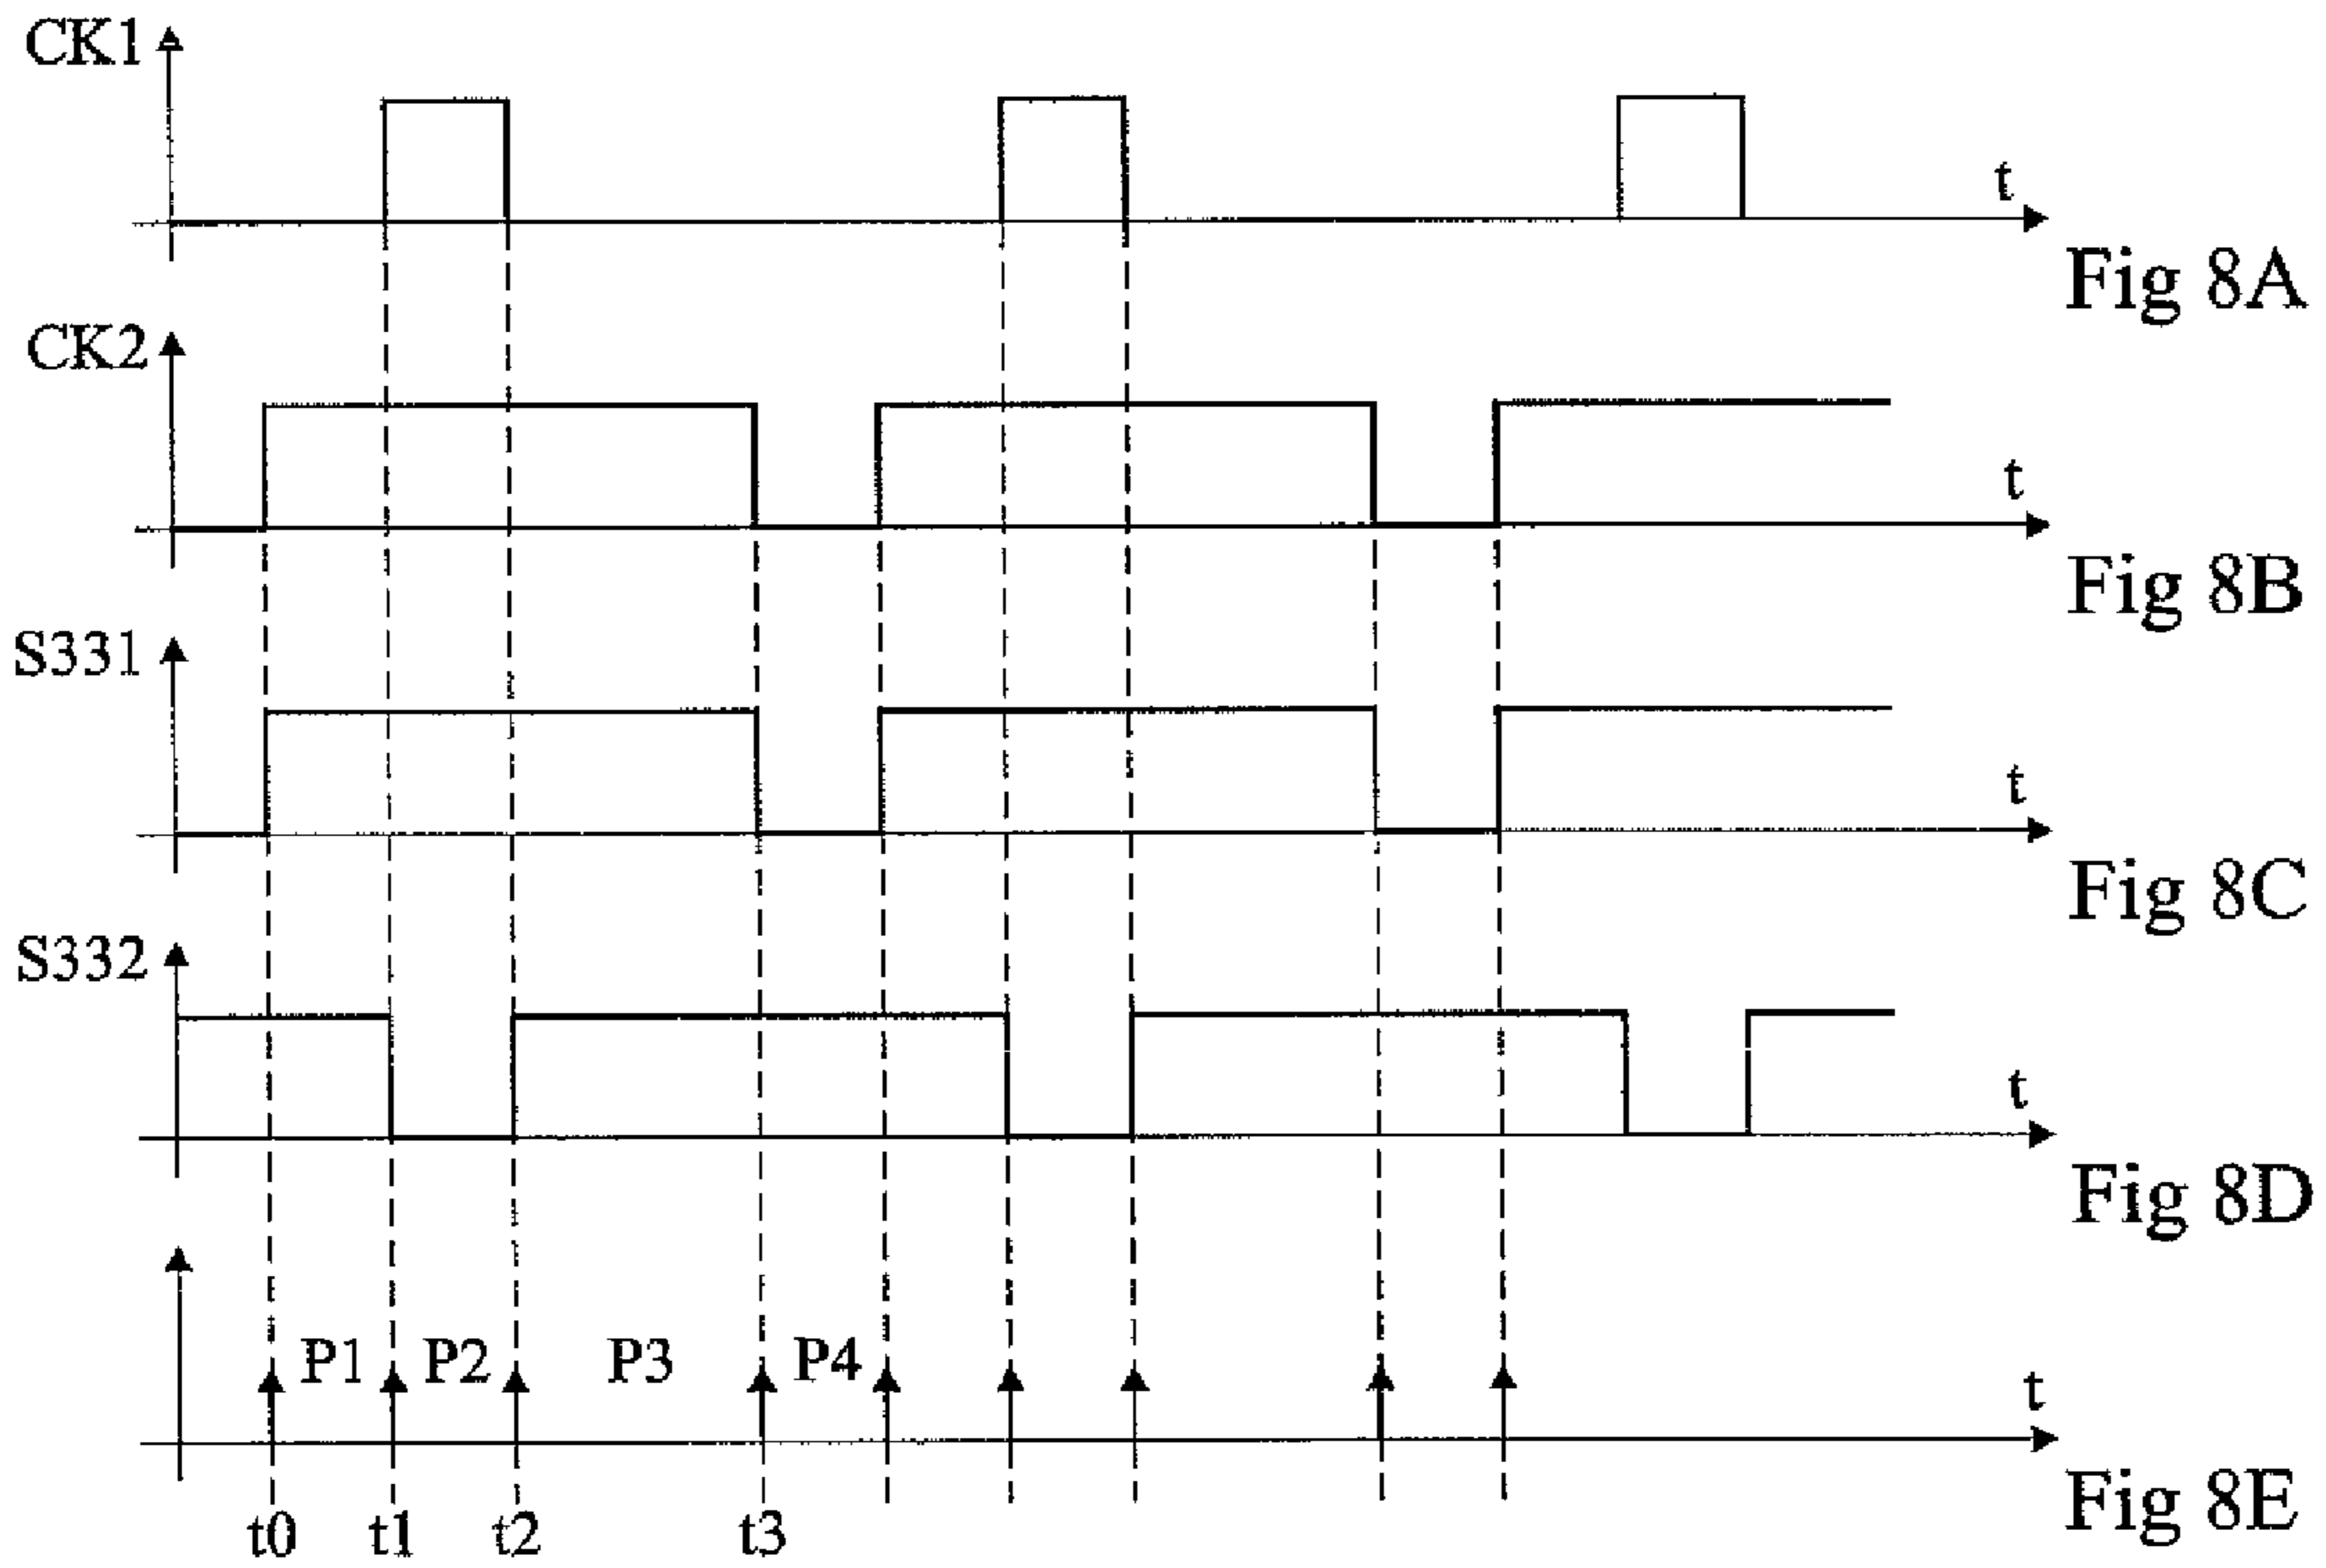 CK1
t
Fig 8A
CK2
t
Fig 8B
S331
t
Fig 8C
S332
t
Fig 8D
P1 P2 P3 P4
t
Fig 8E
t0 t1 t2 t3